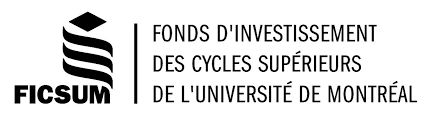 FICSUM
FONDS D'INVESTISSEMENT
DES CYCLES SUPÉRIEURS
DE L'UNIVERSITÉ DE MONTRÉAL